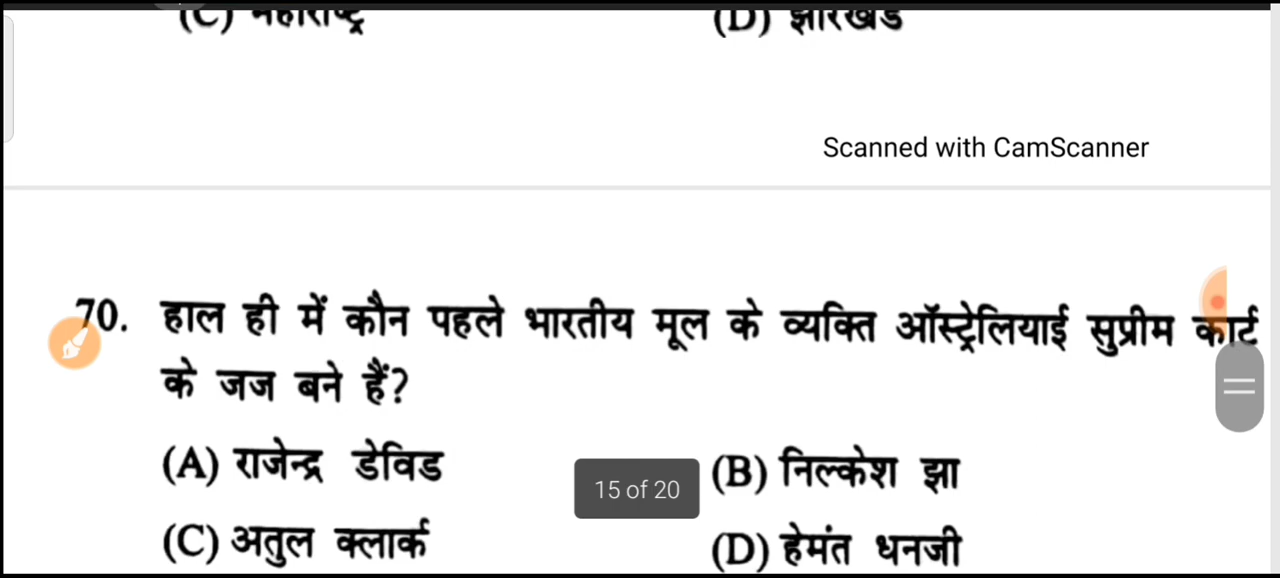 (C) महाराष्ट्र (D) झारखंड
Scanned with CamScanner
70. हाल ही में कौन पहले भारतीय मूल के व्यक्ति ऑस्ट्रेलियाई सुप्रीम कोर्ट
के जज बने हैं?
(A) राजेन्द्र डेविड (B) निल्केश झा
15 of 20
(C) अतुल क्लार्क (D) हेमंत धनजी